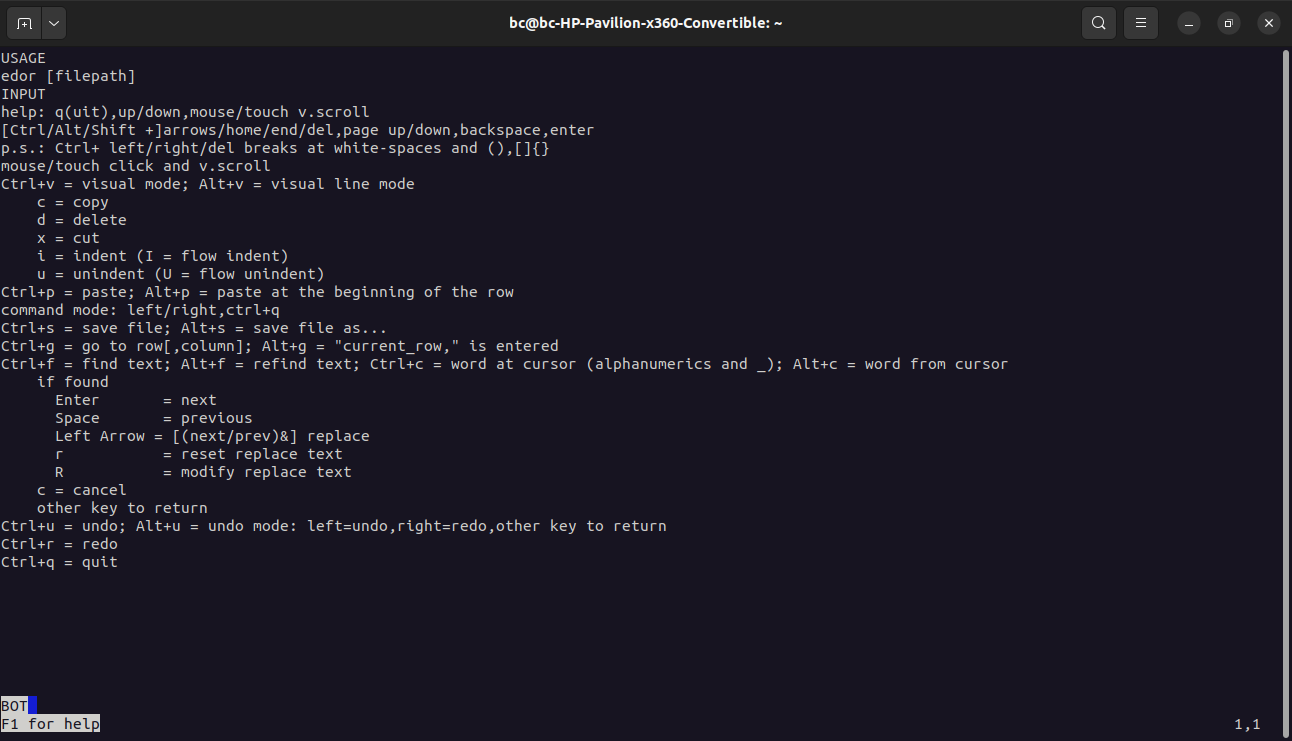 bc@bc-HP-Pavilion-x360-Convertible: ~
USAGE
edor [filepath]
INPUT
help: q(uit),up/down,mouse/touch v.scroll
[Ctrl/Alt/Shift +]arrows/home/end/del,page up/down,backspace,enter
p.s.: Ctrl+ left/right/del breaks at white-spaces and (),[]{}
mouse/touch click and v.scroll
Ctrl+v = visual mode; Alt+v = visual line mode
    c = copy
    d = delete
    x = cut
    i = indent (I = flow indent)
    u = unindent (U = flow unindent)
Ctrl+p = paste; Alt+p = paste at the beginning of the row
command mode: left/right,ctrl+q
Ctrl+s = save file; Alt+s = save file as...
Ctrl+g = go to row[,column]; Alt+g = "current_row," is entered
Ctrl+f = find text; Alt+f = refind text; Ctrl+c = word at cursor (alphanumerics and _); Alt+c = word from cursor
    if found
      Enter       = next
      Space       = previous
      Left Arrow = [(next/prev)&] replace
      r           = reset replace text
      R           = modify replace text
    c = cancel
    other key to return
Ctrl+u = undo; Alt+u = undo mode: left=undo,right=redo,other key to return
Ctrl+r = redo
Ctrl+q = quit
BOT
F1 for help 1,1